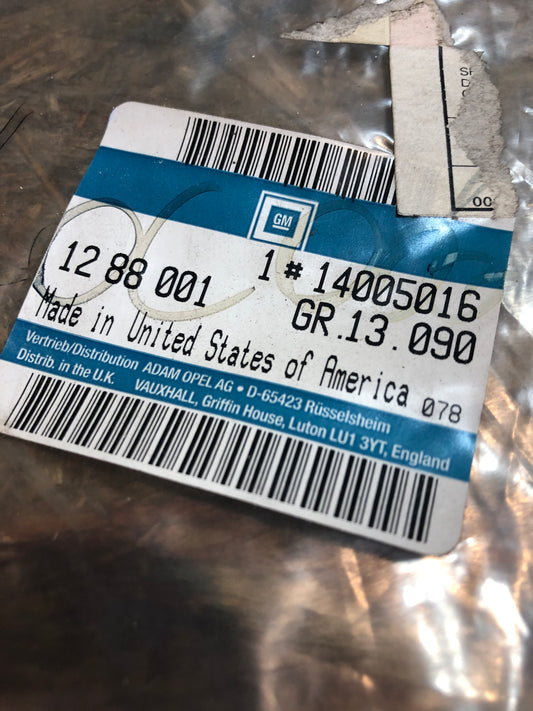 GM
12 88 001
1 # 14005016
GR.13.090
Made in United States of America 078
Vertrieb/Distribution ADAM OPEL AG • D-65423 Rüsselsheim
Distrib. in the U.K. VAUXHALL, Griffin House, Luton LU1 3YT, England
00